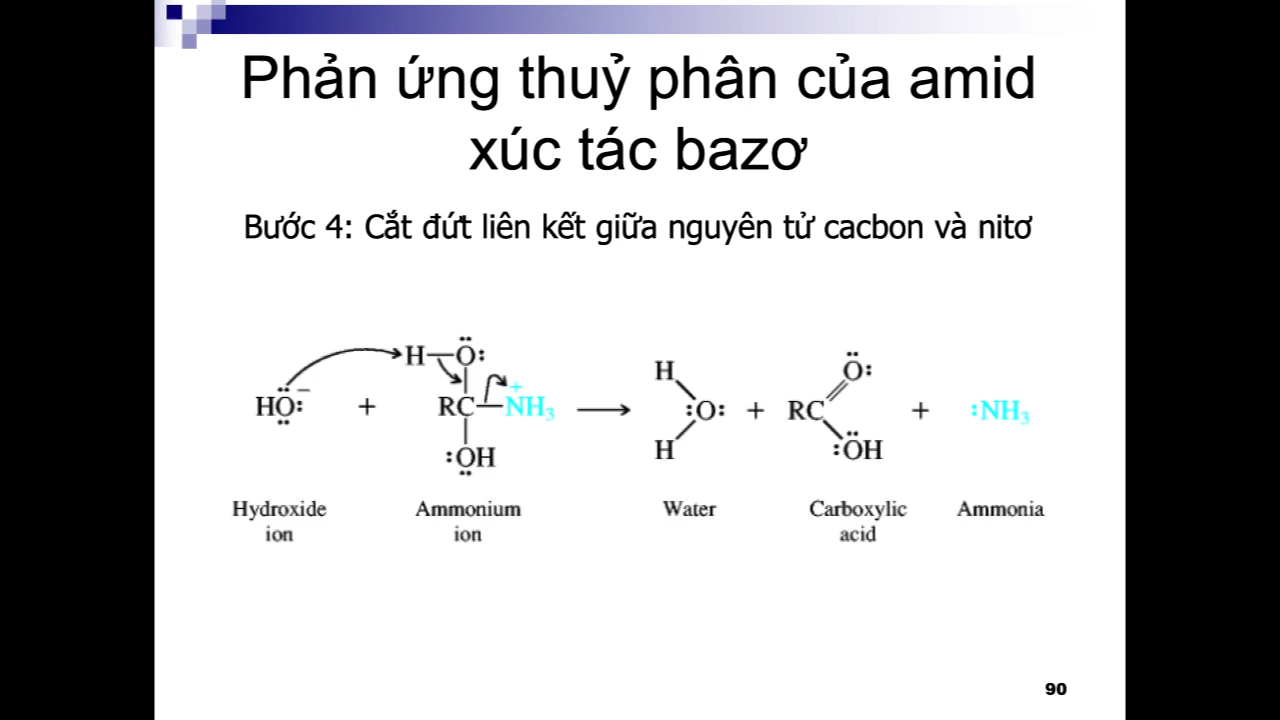 Phản ứng thuỷ phân của amid
xúc tác bazơ
Bước 4: Cắt đứt liên kết giữa nguyên tử cacbon và nitơ
H—O:
HO:⁻ + RC—NH₃⁺ ⟶
:OH
H
:O: +
H
O:
RC + :NH₃
:OH
Hydroxide ion
Ammonium ion
Water
Carboxylic acid
Ammonia
90